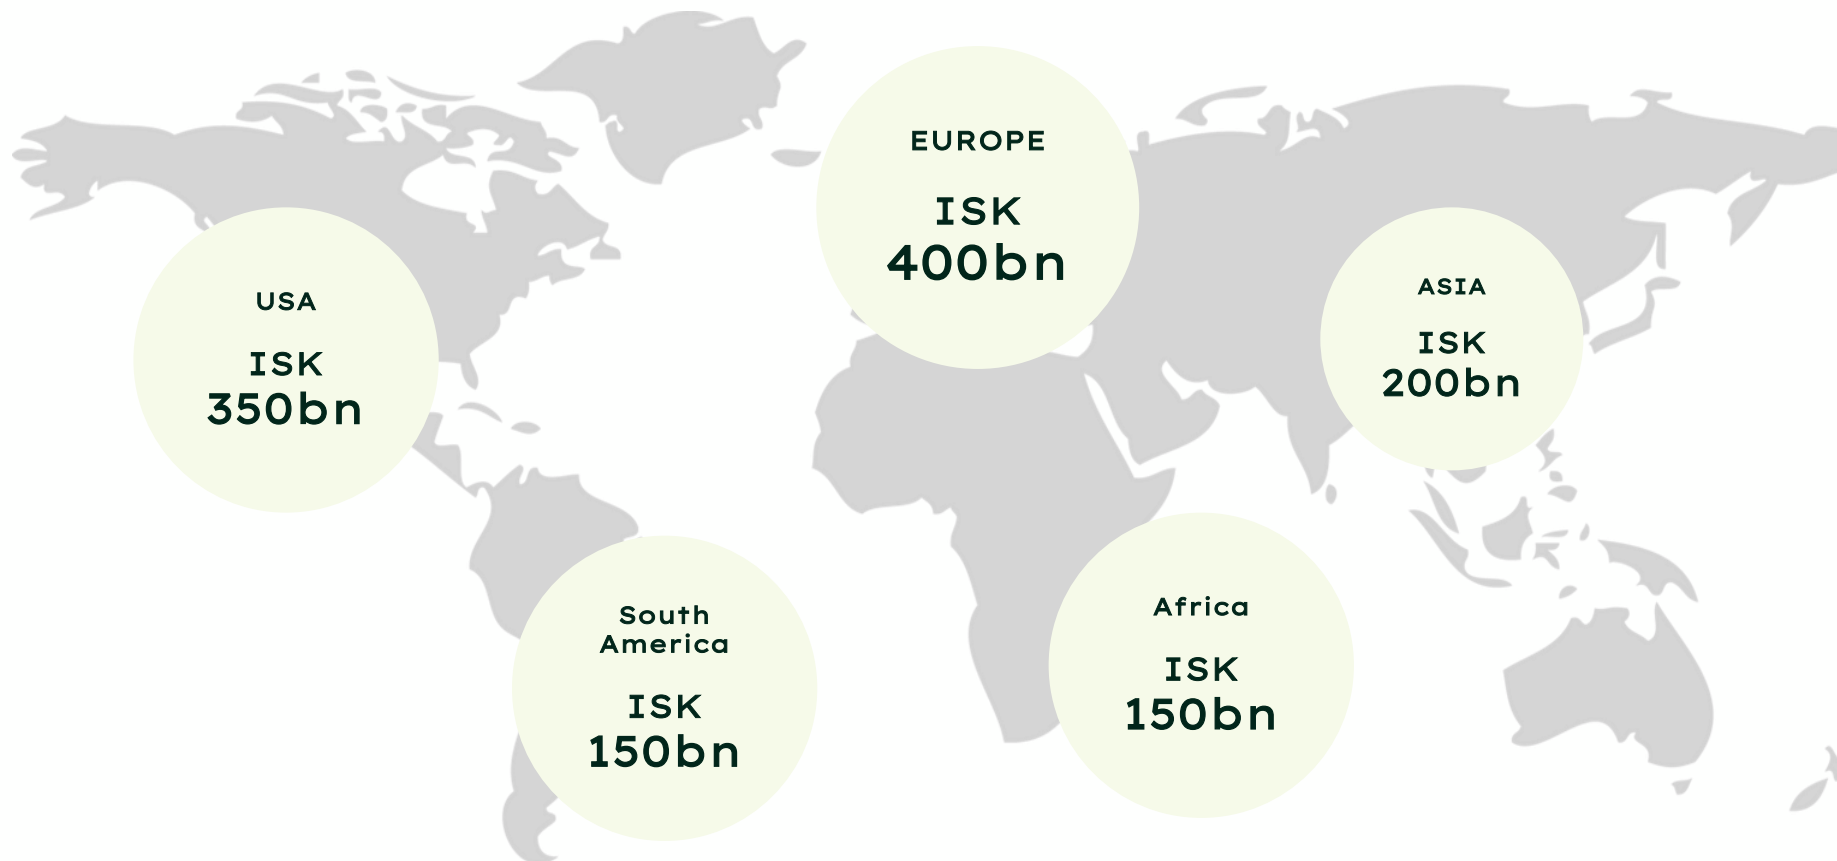 EUROPE
ISK
400bn
USA
ISK
350bn
ASIA
ISK
200bn
South
America
ISK
150bn
Africa
ISK
150bn